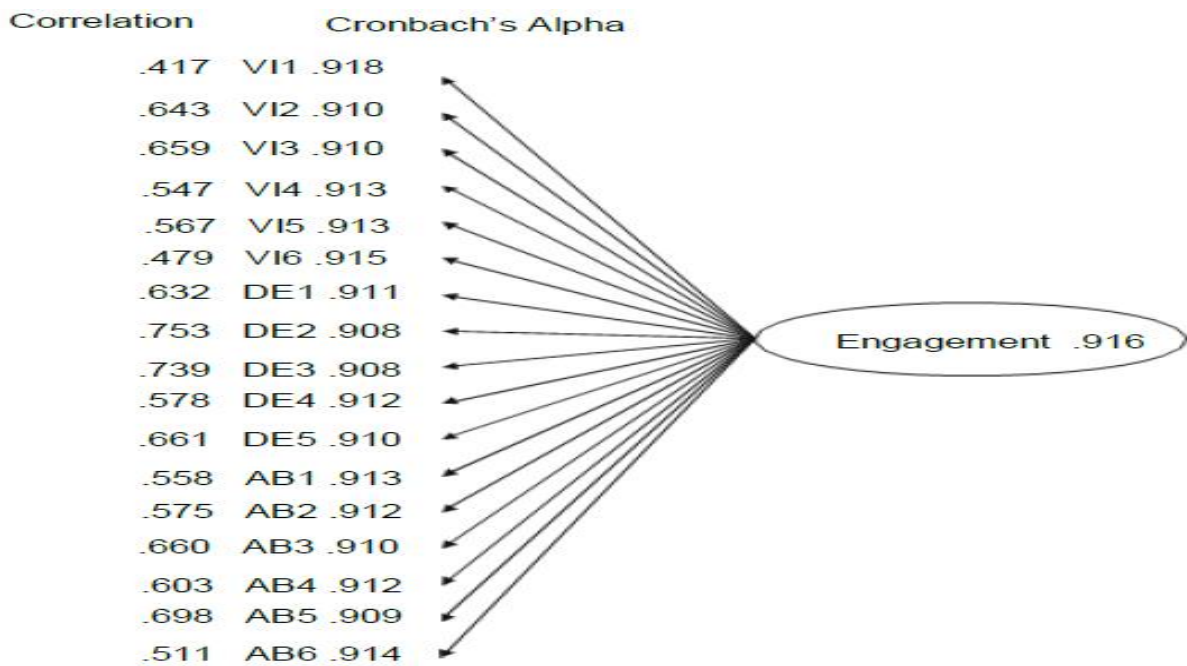 Correlation Cronbach's Alpha
.417 VI1 .918
.643 VI2 .910
.659 VI3 .910
.547 VI4 .913
.567 VI5 .913
.479 VI6 .915
.632 DE1 .911
.753 DE2 .908
Engagement .916
.739 DE3 .908
.578 DE4 .912
.661 DE5 .910
.558 AB1 .913
.575 AB2 .912
.660 AB3 .910
.603 AB4 .912
.698 AB5 .909
.511 AB6 .914